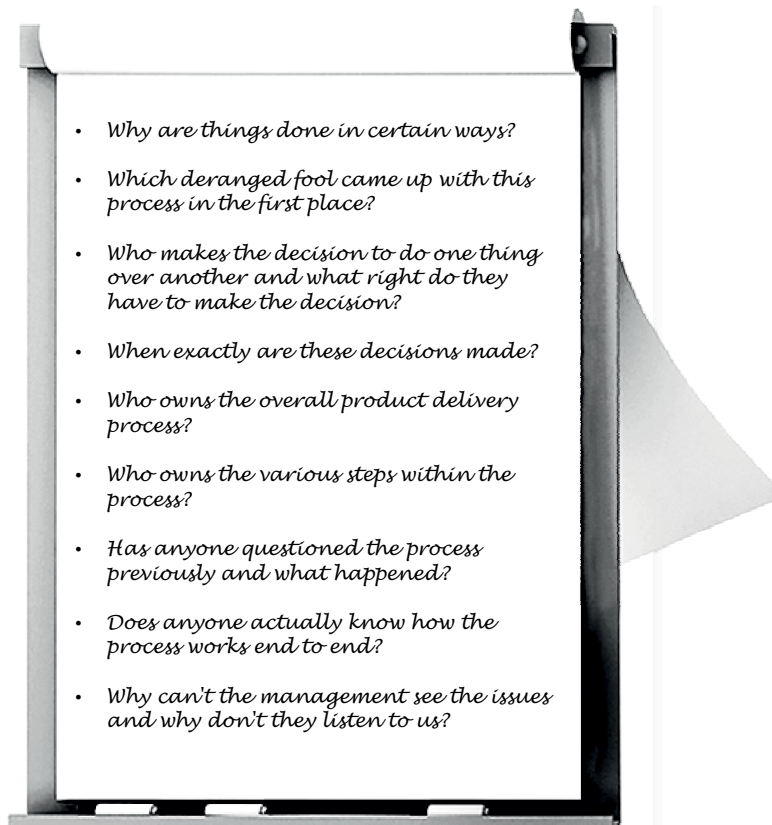 • Why are things done in certain ways?
• Which deranged fool came up with this
process in the first place?
• Who makes the decision to do one thing
over another and what right do they
have to make the decision?
• When exactly are these decisions made?
• Who owns the overall product delivery
process?
• Who owns the various steps within the
process?
• Has anyone questioned the process
previously and what happened?
• Does anyone actually know how the
process works end to end?
• Why can't the management see the issues
and why don't they listen to us?